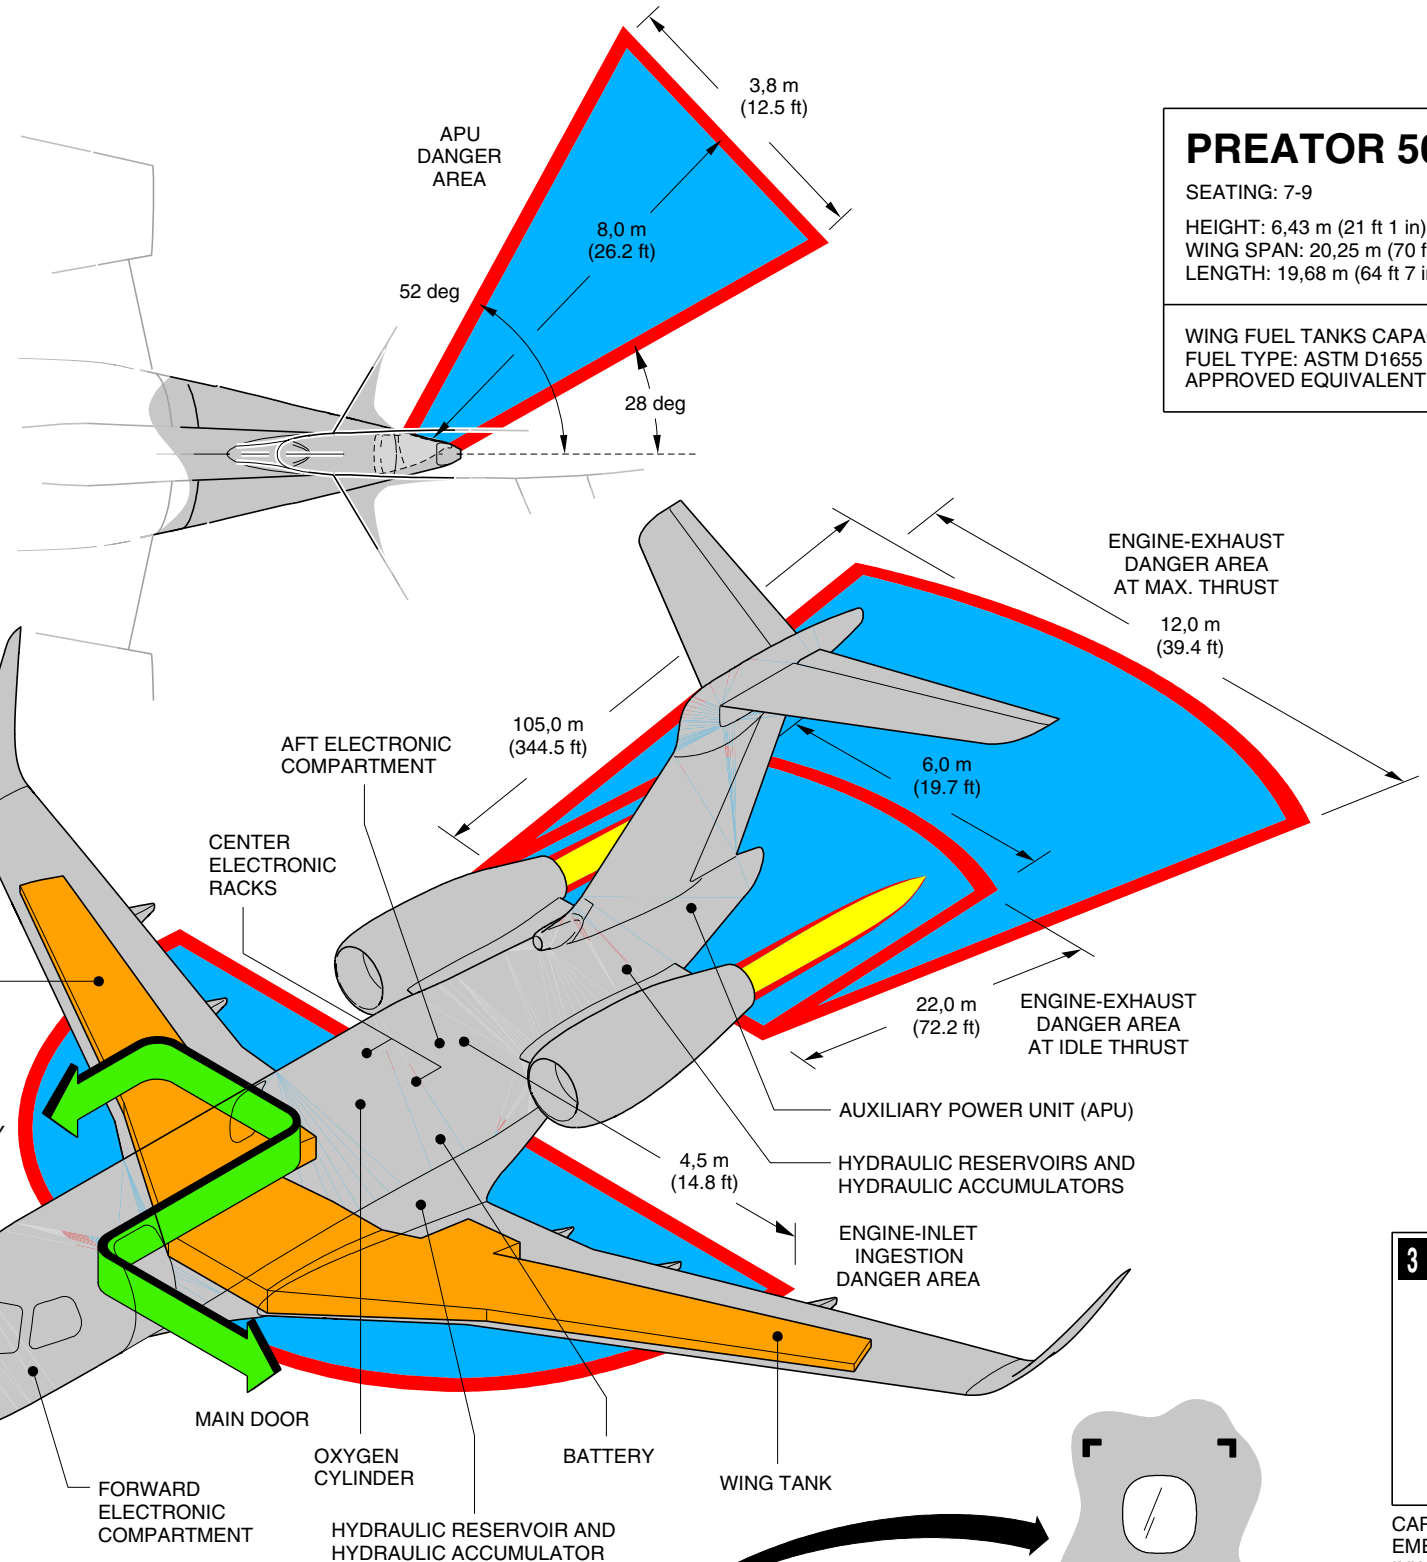 3,8 m
(12.5 ft)
APU
DANGER
AREA
8,0 m
(26.2 ft)
52 deg
28 deg
PREATOR 50
SEATING: 7-9
HEIGHT: 6,43 m (21 ft 1 in)
WING SPAN: 20,25 m (70 f
LENGTH: 19,68 m (64 ft 7 i
WING FUEL TANKS CAPA
FUEL TYPE: ASTM D1655
APPROVED EQUIVALENT
ENGINE-EXHAUST
DANGER AREA
AT MAX. THRUST
12,0 m
(39.4 ft)
105,0 m
(344.5 ft)
AFT ELECTRONIC
COMPARTMENT
6,0 m
(19.7 ft)
CENTER
ELECTRONIC
RACKS
22,0 m
(72.2 ft)
ENGINE-EXHAUST
DANGER AREA
AT IDLE THRUST
AUXILIARY POWER UNIT (APU)
4,5 m
(14.8 ft)
HYDRAULIC RESERVOIRS AND
HYDRAULIC ACCUMULATORS
ENGINE-INLET
INGESTION
DANGER AREA
3
MAIN DOOR
OXYGEN
CYLINDER
BATTERY
WING TANK
FORWARD
ELECTRONIC
COMPARTMENT
HYDRAULIC RESERVOIR AND
HYDRAULIC ACCUMULATOR